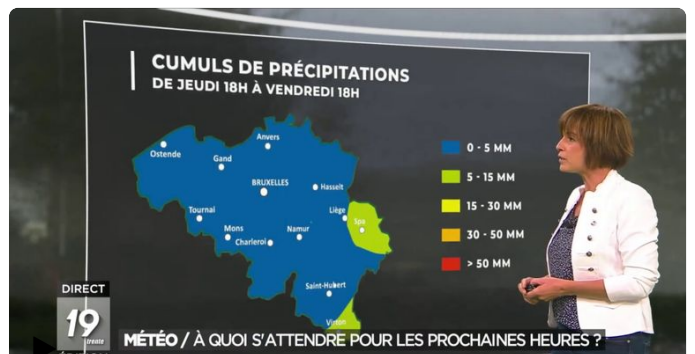 CUMULS DE PRÉCIPITATIONS
DE JEUDI 18H À VENDREDI 18H
Anvers
Ostende
Gand
BRUXELLES
Hasselt
Tournai
Liège
Spa
Mons
Namur
Charleroi
Saint-Hubert
Virton
0 - 5 MM
5 - 15 MM
15 - 30 MM
30 - 50 MM
> 50 MM
DIRECT
19
trente
MÉTÉO / À QUOI S'ATTENDRE POUR LES PROCHAINES HEURES ?